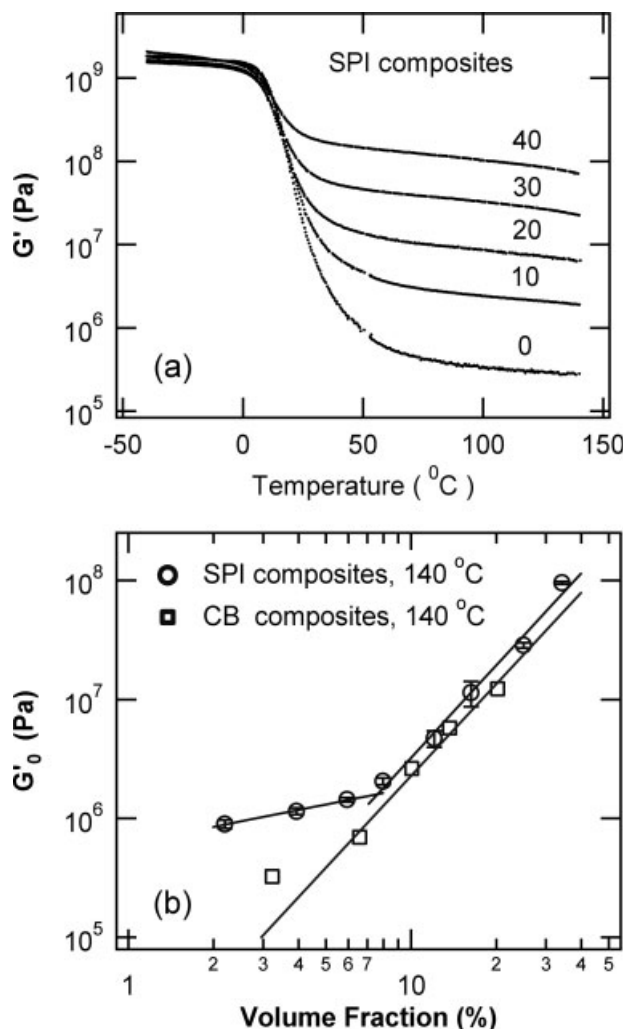 10⁹
10⁸
10⁷
10⁶
10⁵
G' (Pa)
SPI composites
40
30
20
10
0
(a)
-50 0 50 100 150
Temperature ( ⁰C)
10⁸
10⁷
10⁶
10⁵
G'₀ (Pa)
SPI composites, 140 °C
CB composites, 140 °C
(b)
2 3 4 5 6 7 2 3 4 5
1 10
Volume Fraction (%)